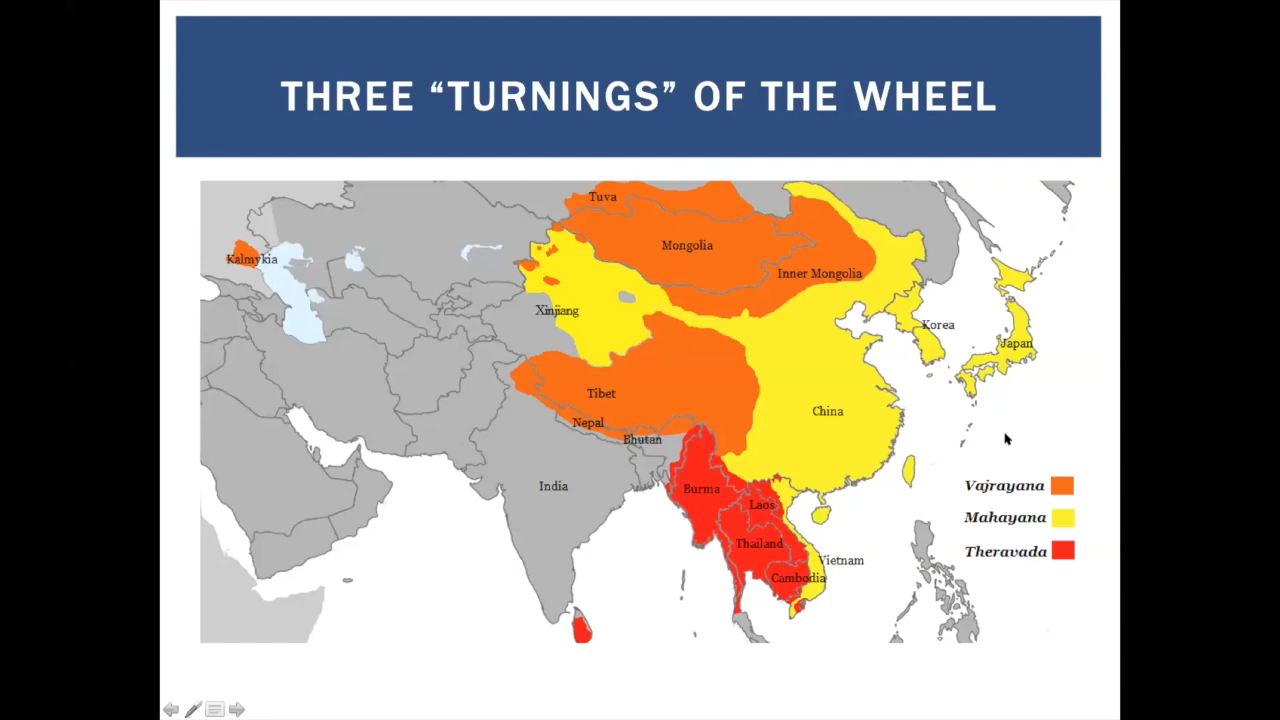 THREE “TURNINGS” OF THE WHEEL
Tuva
Mongolia
Kalmykia
Inner Mongolia
Xinjiang
Korea
Japan
Tibet
China
Nepal
Bhutan
India
Burma
Laos
Thailand
Vietnam
Cambodia
Vajrayana
Mahayana
Theravada